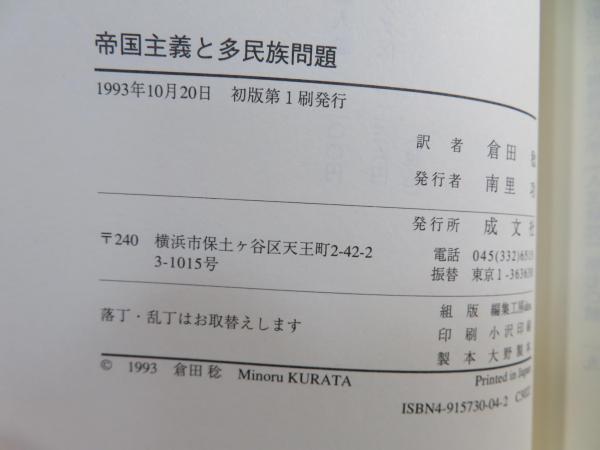 帝国主義と多民族問題
1993年10月20日 初版第1刷発行
訳者 倉田
発行者 南里
発行所 成文社
〒240 横浜市保土ヶ谷区天王町2-42-2
3-1015号
電話 045(332)65
振替 東京1-3636
落丁・乱丁はお取替えします
組版 編集工房
印刷 小沢印刷
製本 大野製本
© 1993 倉田稔 Minoru KURATA
Printed in Japan
ISBN4-915730-04-2